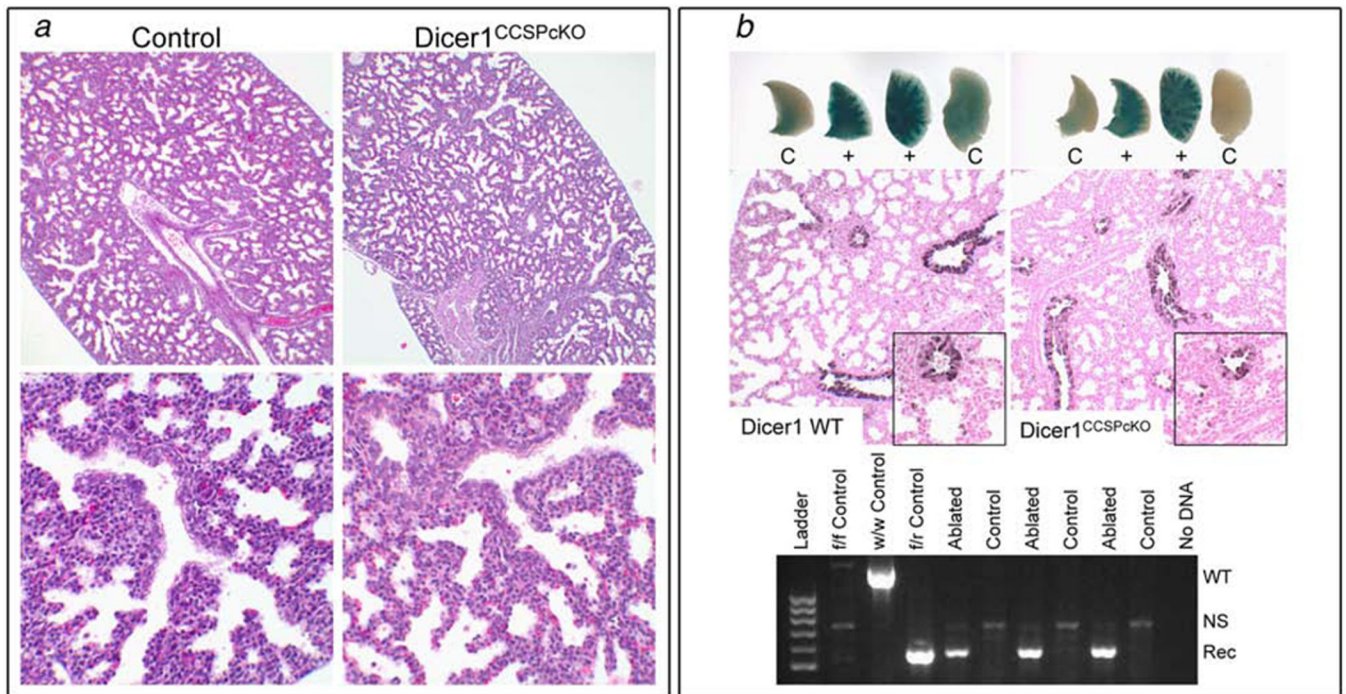 a
Control
Dicer1CCSPcKO
b
C + + C
C + + C
Dicer1 WT
Dicer1CCSPcKO
Ladder
f/f Control
w/w Control
f/r Control
Ablated
Control
Ablated
Control
Ablated
Control
No DNA
WT
NS
Rec